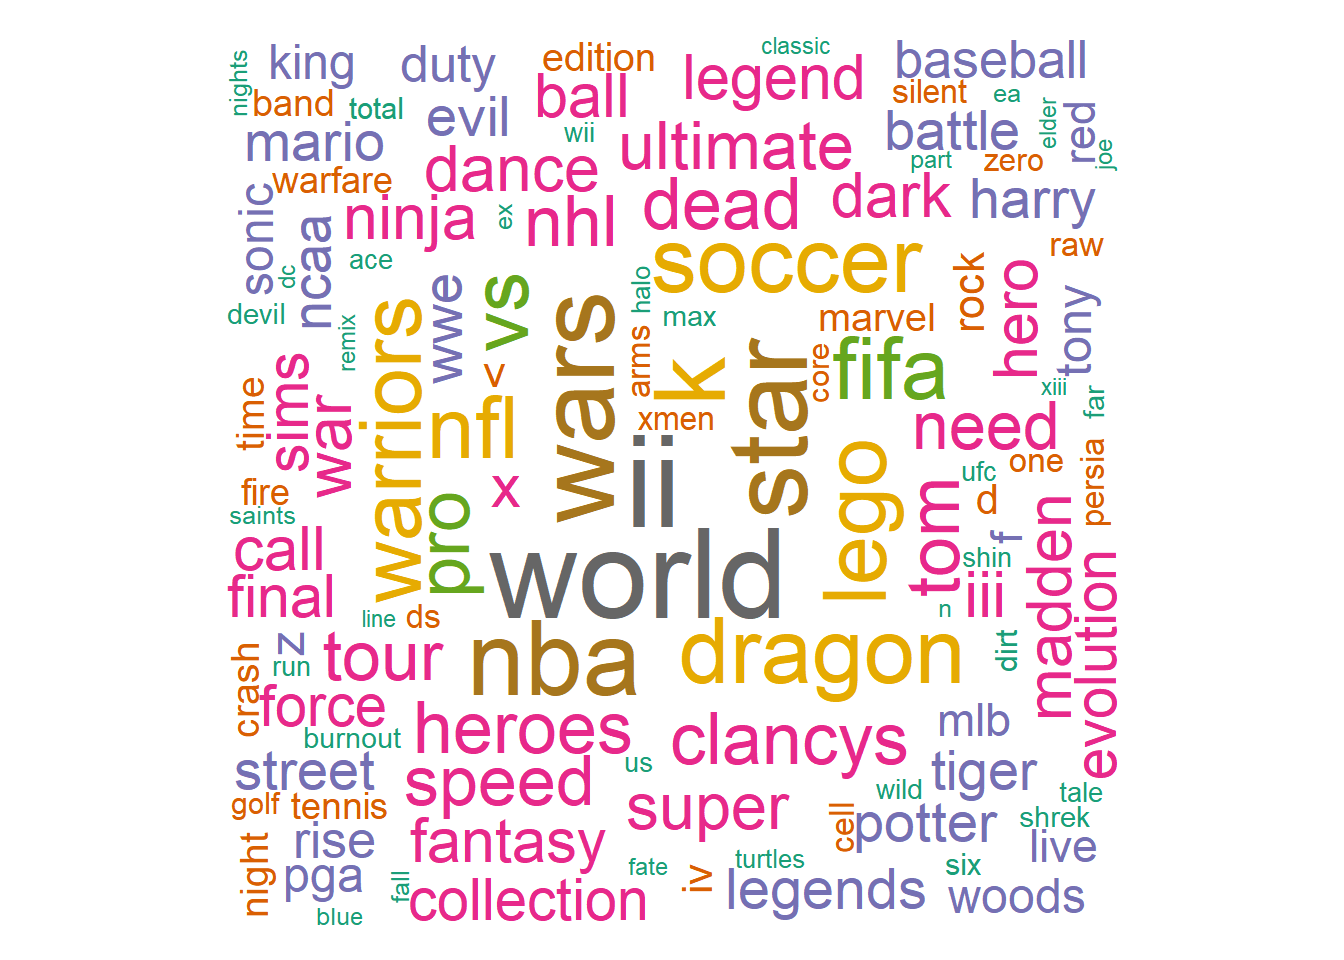 nights
king
duty
edition
classic
legend
baseball
band
total
evil
ball
wii
silent
ea
elder
red
joe
mario
warfare
dance
ultimate
battle
part
zero
sonic
ncaa
ninja
ex
nhl
dead
dark
harry
dc
ace
soccer
raw
devil
remix
warriors
wwe
vs
wars
halo
max
marvel
rock
hero
tony
v
arms
k
star
core
fifa
xiii
far
time
sims
war
nfl
xmen
need
one
persia
fire
saints
x
ii
lego
ufc
d
f
call
final
pro
world
tom
shin
iii
n
madden
evolution
line
ds
z
run
tour
nba
dragon
dirt
crash
force
burnout
heroes
clancys
mlb
street
us
speed
tiger
golf
tennis
super
wild
tale
cell
potter
shrek
live
rise
fantasy
night
pga
fall
fate
turtles
iv
six
blue
collection
legends
woods